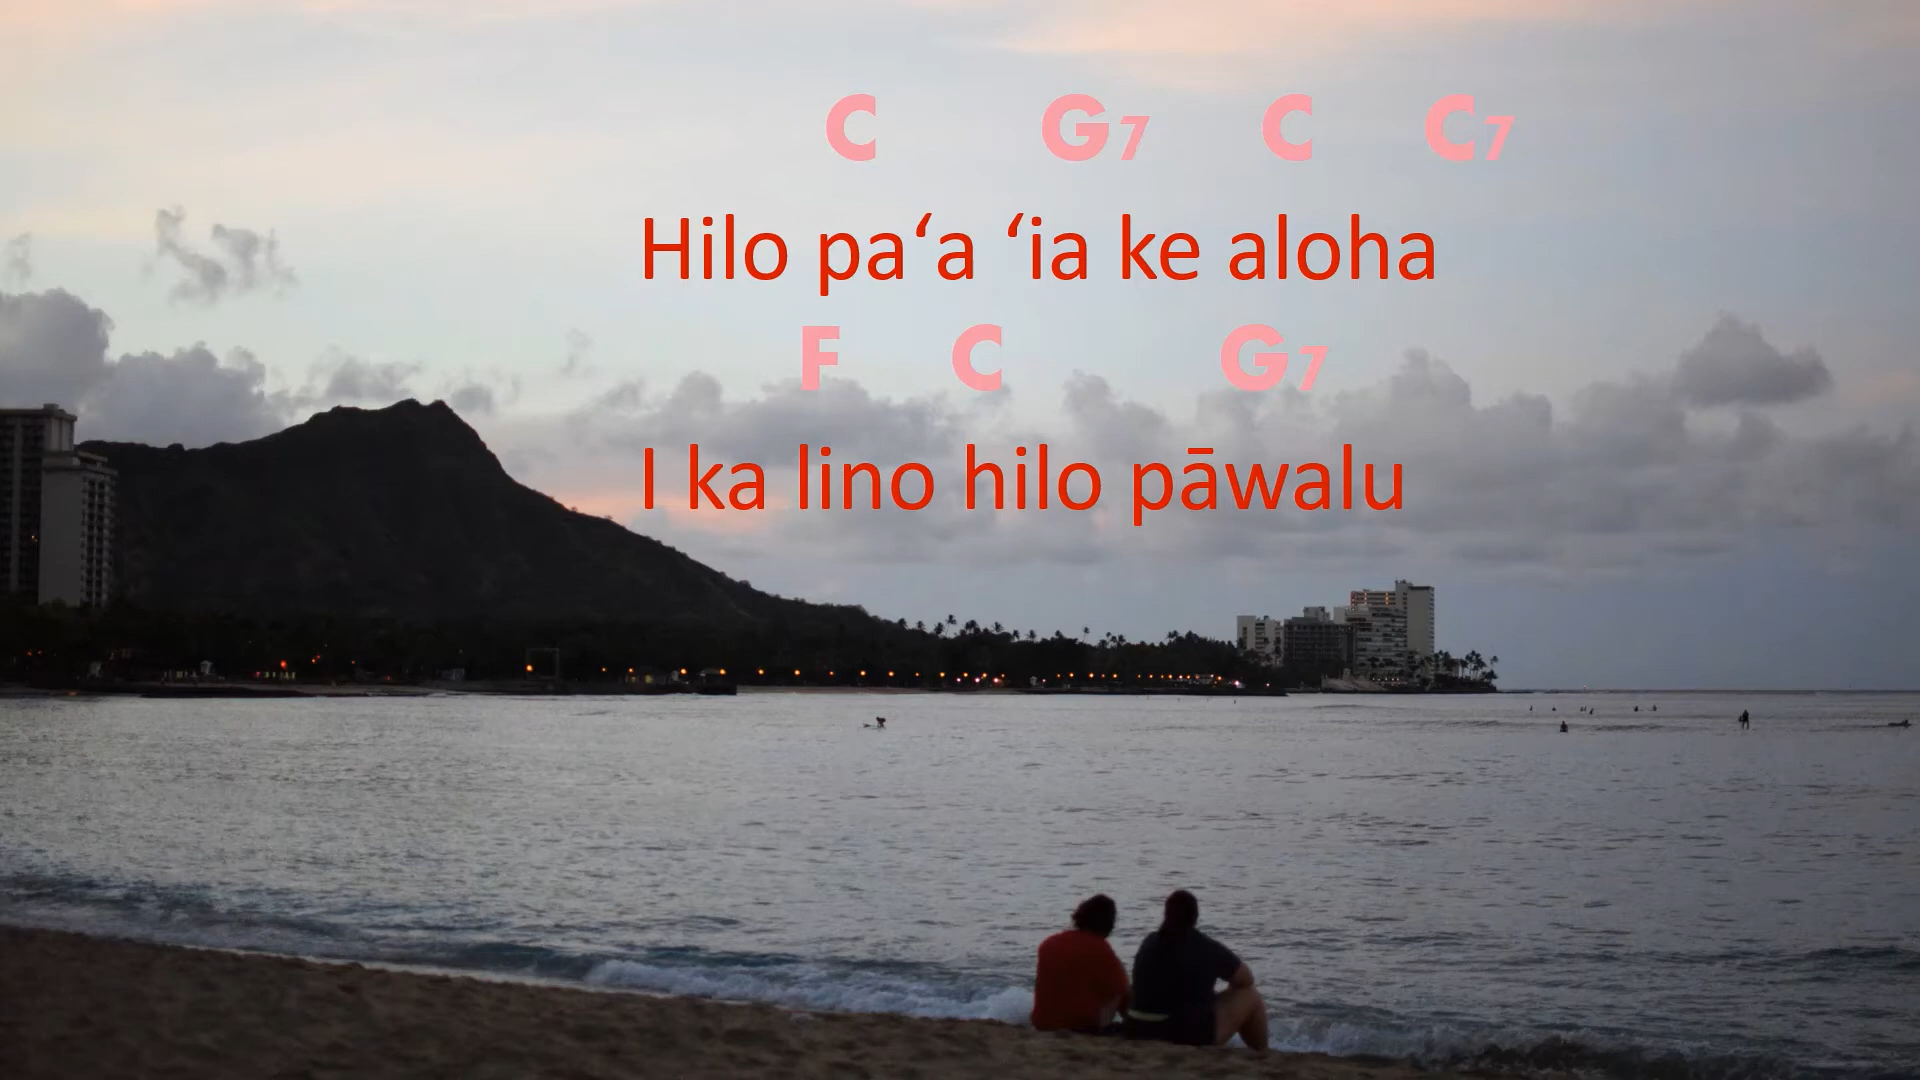 C G7 C C7
Hilo paʻa ʻia ke aloha
F C G7
I ka lino hilo pāwalu